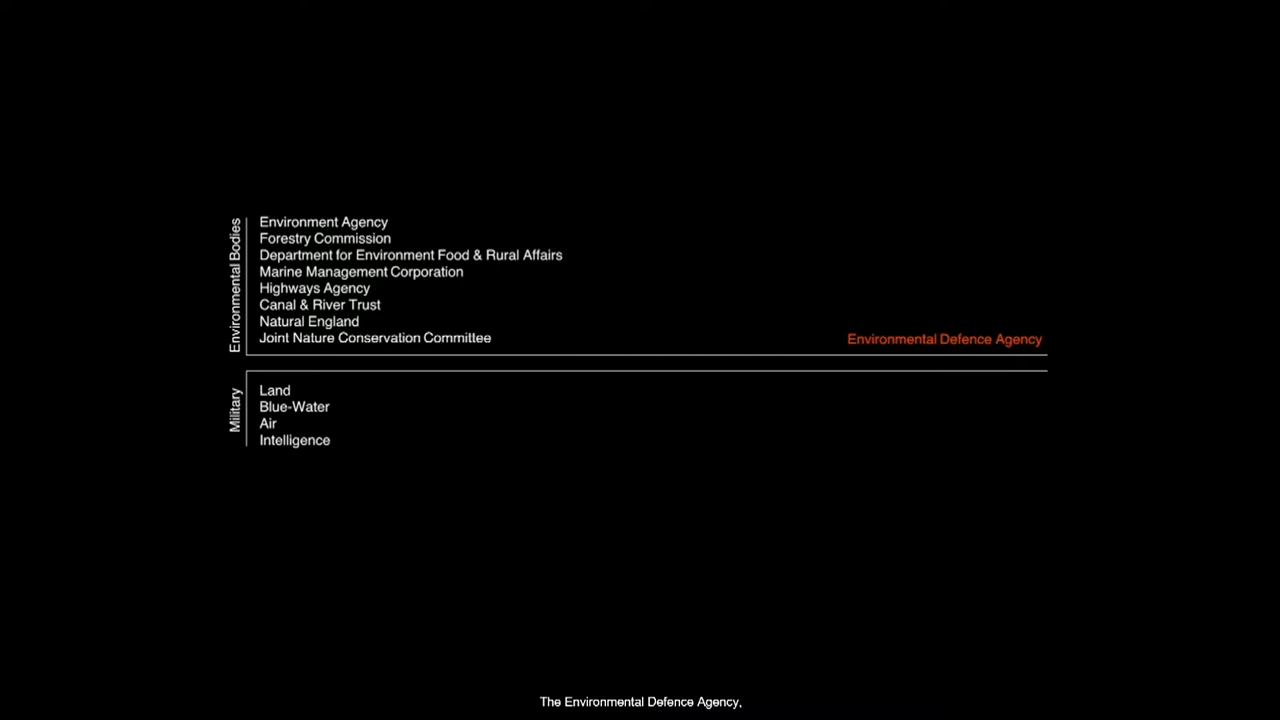 Environmental Bodies
Environment Agency
Forestry Commission
Department for Environment Food & Rural Affairs
Marine Management Corporation
Highways Agency
Canal & River Trust
Natural England
Joint Nature Conservation Committee
Environmental Defence Agency
Military
Land
Blue-Water
Air
Intelligence
The Environmental Defence Agency,